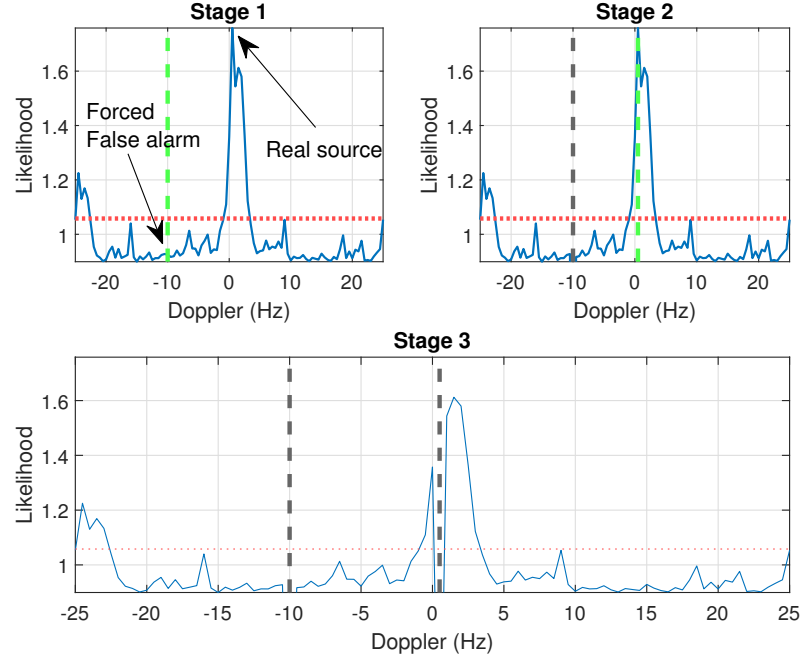 Stage 1
1.6
1.4
1.2
1
Likelihood
Forced
False alarm
Real source
-20
-10
0
10
20
Doppler (Hz)
Stage 2
1.6
1.4
1.2
1
Likelihood
-20
-10
0
10
20
Doppler (Hz)
Stage 3
1.6
1.4
1.2
1
Likelihood
-25
-20
-15
-10
-5
0
5
10
15
20
25
Doppler (Hz)